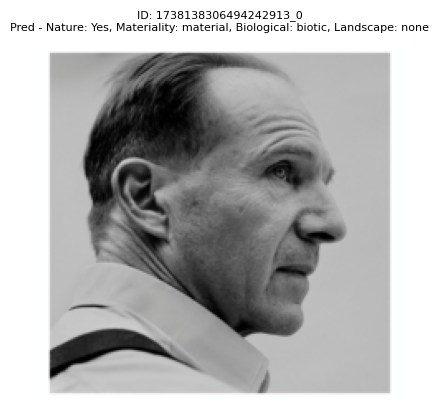 ID: 1738138306494242913_0
Pred - Nature: Yes, Materiality: material, Biological: biotic, Landscape: none